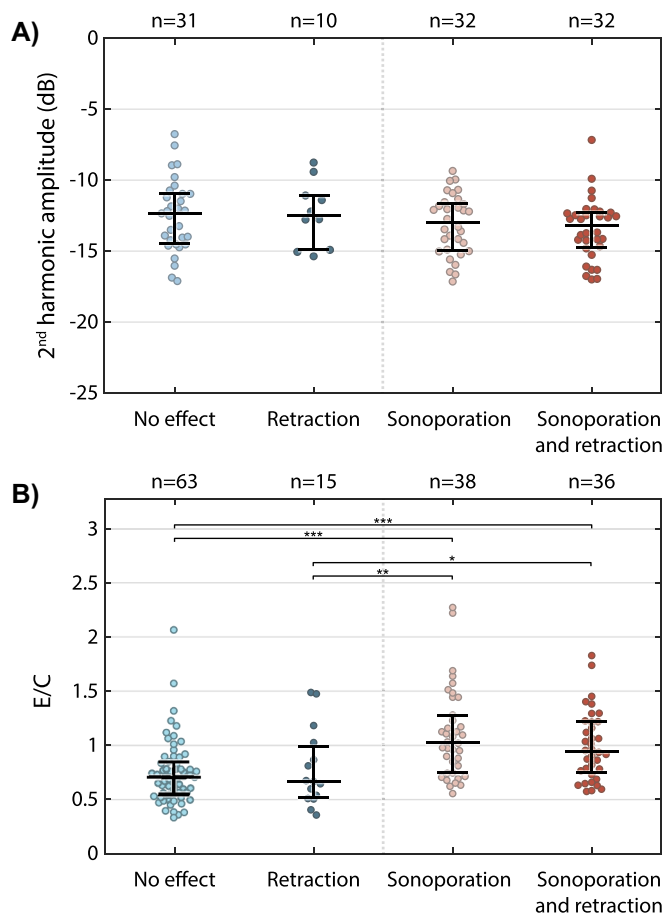 A)
n=31 n=10 n=32 n=32
2nd harmonic amplitude (dB)
0
-5
-10
-15
-20
-25
No effect Retraction Sonoporation Sonoporation
and retraction
B)
n=63 n=15 n=38 n=36
E/C
3
2.5
2
1.5
1
0.5
0
***
***
*
**
No effect Retraction Sonoporation Sonoporation
and retraction